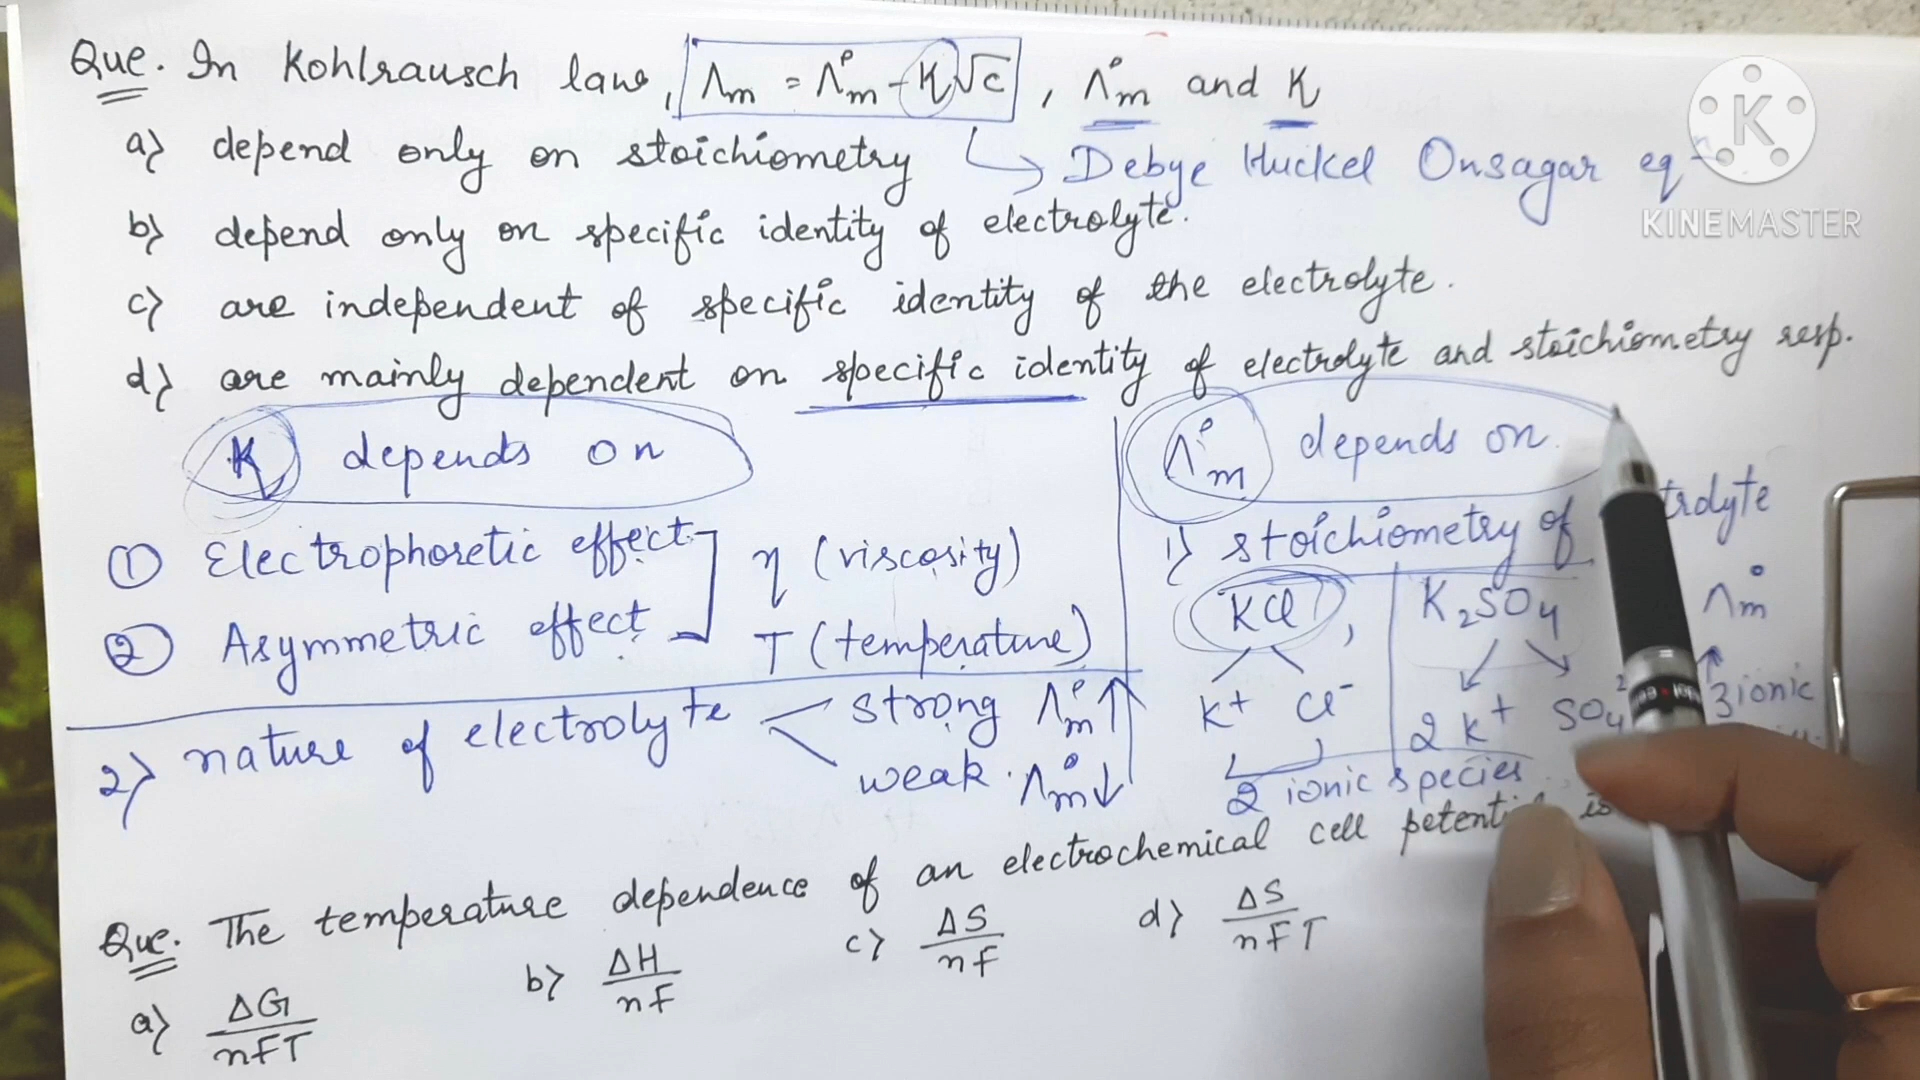 Que. In Kohlrausch law, Λm = Λ°m - K√c , Λ°m and K
a) depend only on stoichiometry
Debye Huckel Onsagar eq
b) depend only on specific identity of electrolyte.
c) are independent of specific identity of the electrolyte.
d) are mainly dependent on specific identity of electrolyte and stoichiometry resp.
K depends on
① Electrophoretic effect
② Asymmetric effect
η (viscosity)
T (temperature)
2) nature of electrolyte
strong Λ°m ↑
weak. Λ°m ↓
Λ°m depends on
1) stoichiometry of trolyte
KCl , K2SO4 Λ°m ↑
K+ Cl- 2K+ SO4 2- 3 ionic
2 ionic species
Que. The temperature dependence of an electrochemical cell is
a) ΔG/nFT
b) ΔH/nF
c) ΔS/nF
d) ΔS/nFT
K
KINEMASTER